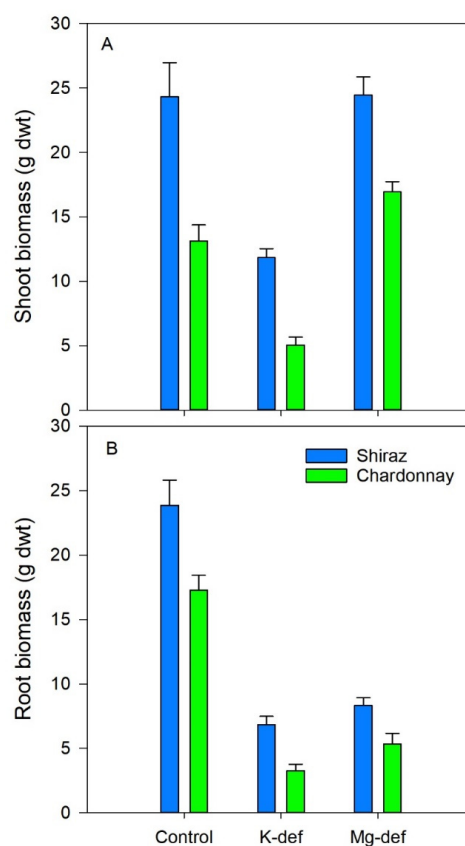 A
Shoot biomass (g dwt)
30
25
20
15
10
5
0
B
Shiraz
Chardonnay
Root biomass (g dwt)
30
25
20
15
10
5
0
Control K-def Mg-def